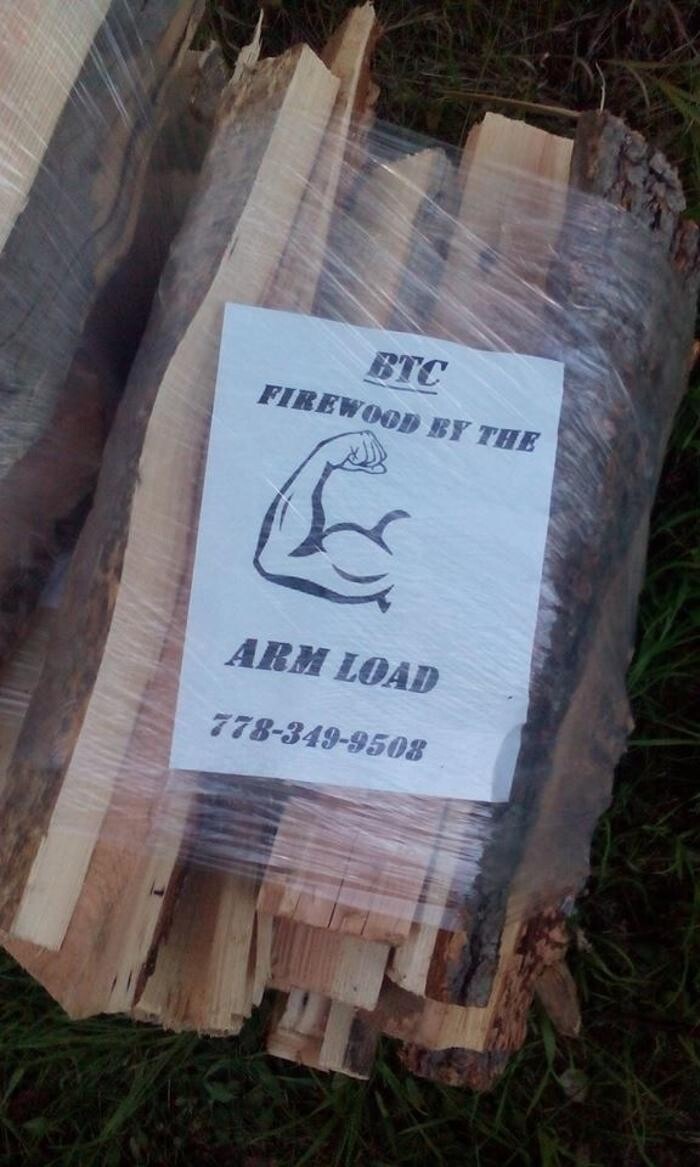 BTC
FIREWOOD BY THE
ARM LOAD
778-349-9508